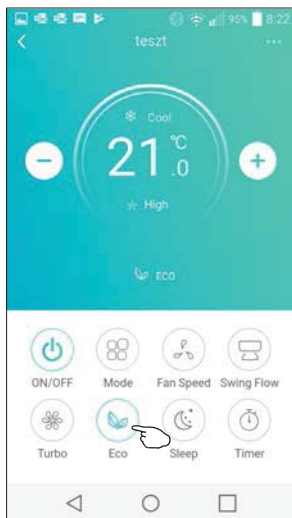 95% 8:22
teszt
Cool
21.0 °C
High
ECO
ON/OFF Mode Fan Speed Swing Flow
Turbo Eco Sleep Timer